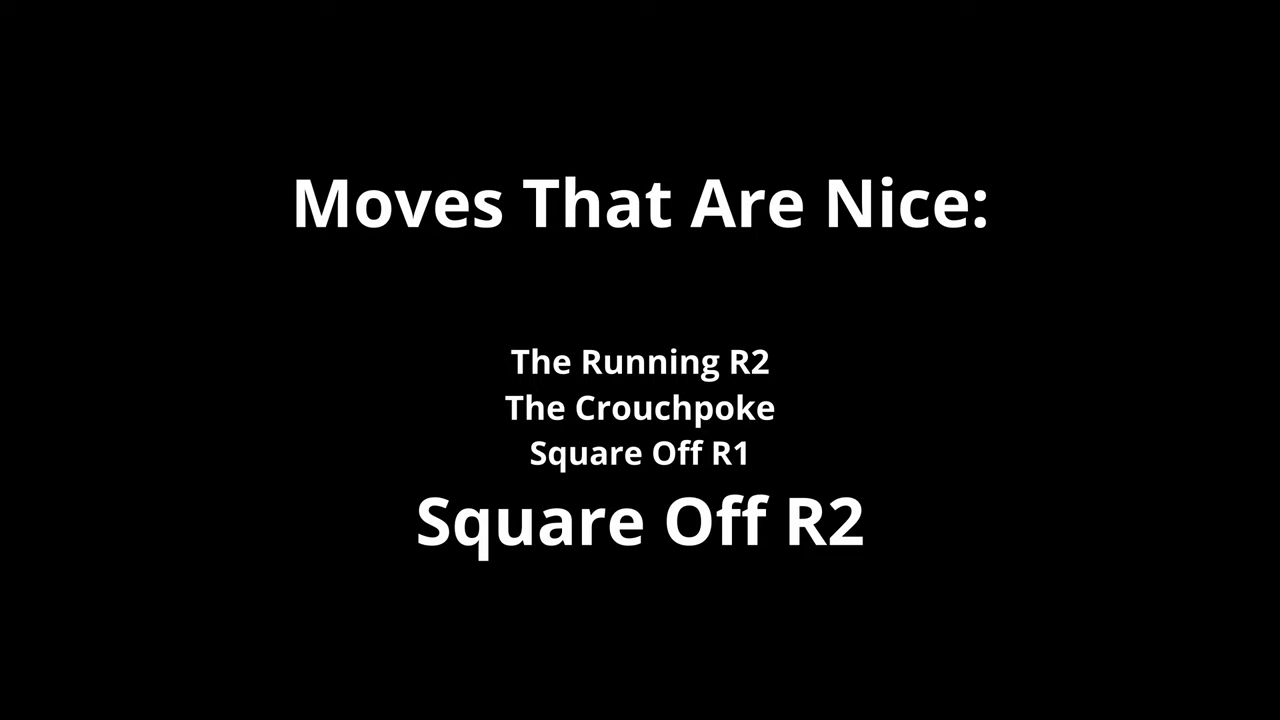 Moves That Are Nice:
The Running R2
The Crouchpoke
Square Off R1
Square Off R2